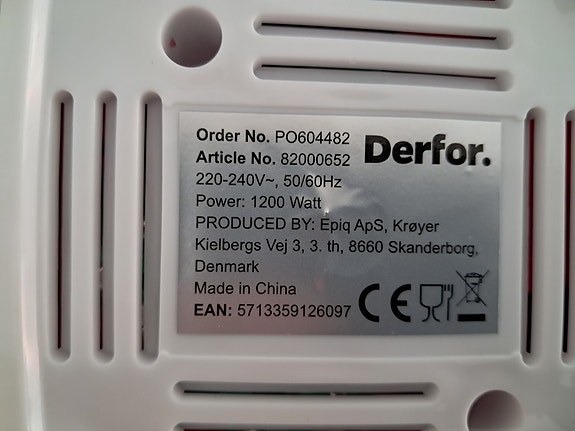 Order No. PO604482
Derfor.
Article No. 82000652
220-240V~, 50/60Hz
Power: 1200 Watt
PRODUCED BY: Epiq ApS, Krøyer
Kielbergs Vej 3, 3. th, 8660 Skanderborg,
Denmark
Made in China
EAN: 5713359126097
CE